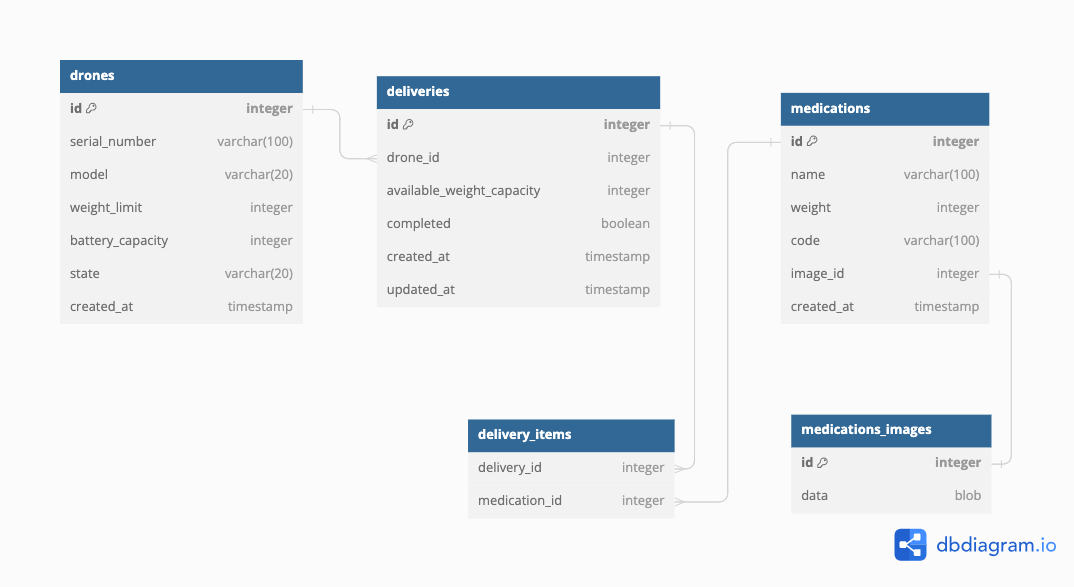 drones
id integer
serial_number varchar(100)
model varchar(20)
weight_limit integer
battery_capacity integer
state varchar(20)
created_at timestamp
deliveries
id integer
drone_id integer
available_weight_capacity integer
completed boolean
created_at timestamp
updated_at timestamp
medications
id integer
name varchar(100)
weight integer
code varchar(100)
image_id integer
created_at timestamp
delivery_items
delivery_id integer
medication_id integer
medications_images
id integer
data blob
dbdiagram.io